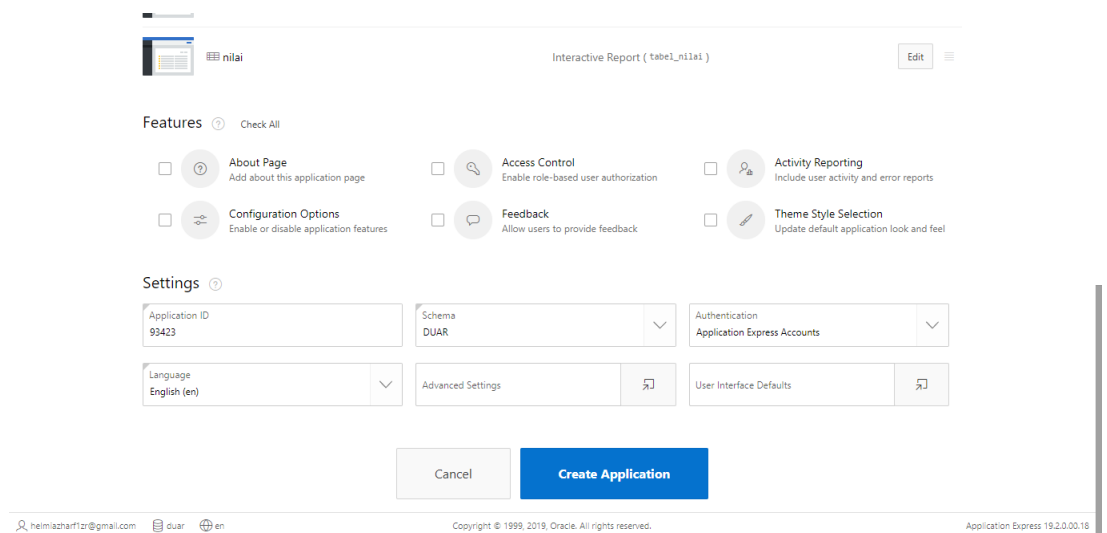 nilai Interactive Report ( tabel_nilai ) Edit
Features ? Check All
About Page Access Control Activity Reporting
Add about this application page Enable role-based user authorization Include user activity and error reports
Configuration Options Feedback Theme Style Selection
Enable or disable application features Allow users to provide feedback Update default application look and feel
Settings ?
Application ID Schema Authentication
93423 DUAR Application Express Accounts
Language
English (en) Advanced Settings User Interface Defaults
Cancel Create Application
helmiazharf1zr@gmail.com duar en Copyright © 1999, 2019, Oracle. All rights reserved. Application Express 19.2.0.00.18